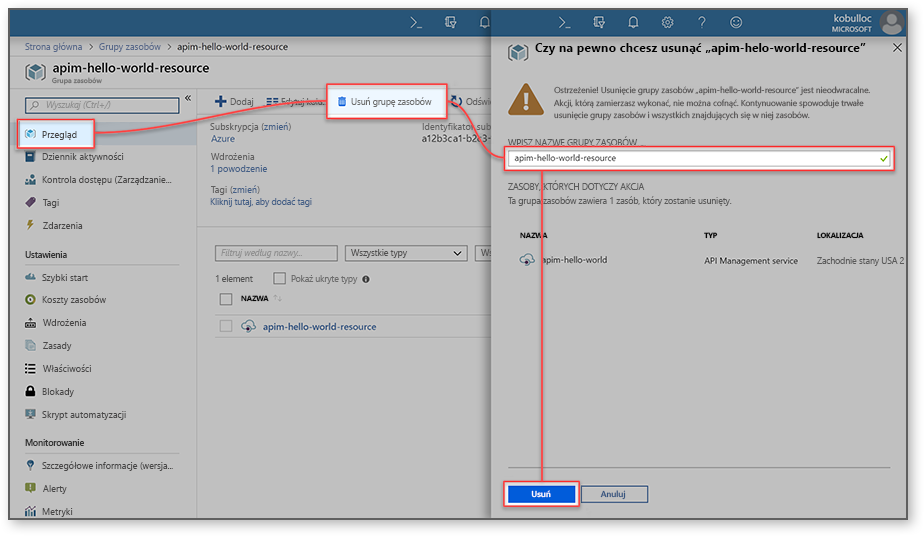 kobulloc
MICROSOFT
Strona główna > Grupy zasobów > apim-hello-world-resource
apim-hello-world-resource
Grupa zasobów
Wyszukaj (Ctrl+/)
«
Przegląd
Dziennik aktywności
Kontrola dostępu (Zarządzanie...
Tagi
Zdarzenia
Ustawienia
Szybki start
Koszty zasobów
Wdrożenia
Zasady
Właściwości
Blokady
Skrypt automatyzacji
Monitorowanie
Szczegółowe informacje (wersja...
Alerty
Metryki
Dodaj
Edytuj
Usuń grupę zasobów
Odświ
Subskrypcja (zmień)
Azure
Identyfikator sub
Wdrożenia
1 powodzenie
Tagi (zmień)
Kliknij tutaj, aby dodać tagi
Filtruj według nazwy...
Wszystkie typy
Ws
1 element
Pokaż ukryte typy
NAZWA
apim-hello-world-resource
Czy na pewno chcesz usunąć „apim-helo-world-resource”
Ostrzeżenie! Usunięcie grupy zasobów „apim-hello-world-resource” jest nieodwracalne.
Akcji, którą zamierzasz wykonać, nie można cofnąć. Kontynuowanie spowoduje trwałe
usunięcie grupy zasobów i wszystkich znajdujących się w niej zasobów.
WPISZ NAZWĘ GRUPY ZASOBÓW ...
apim-hello-world-resource
ZASOBY, KTÓRYCH DOTYCZY AKCJA
Ta grupa zasobów zawiera 1 zasób, który zostanie usunięty.
NAZWA TYP LOKALIZACJA
apim-hello-world API Management service Zachodnie stany USA 2
Usuń
Anuluj